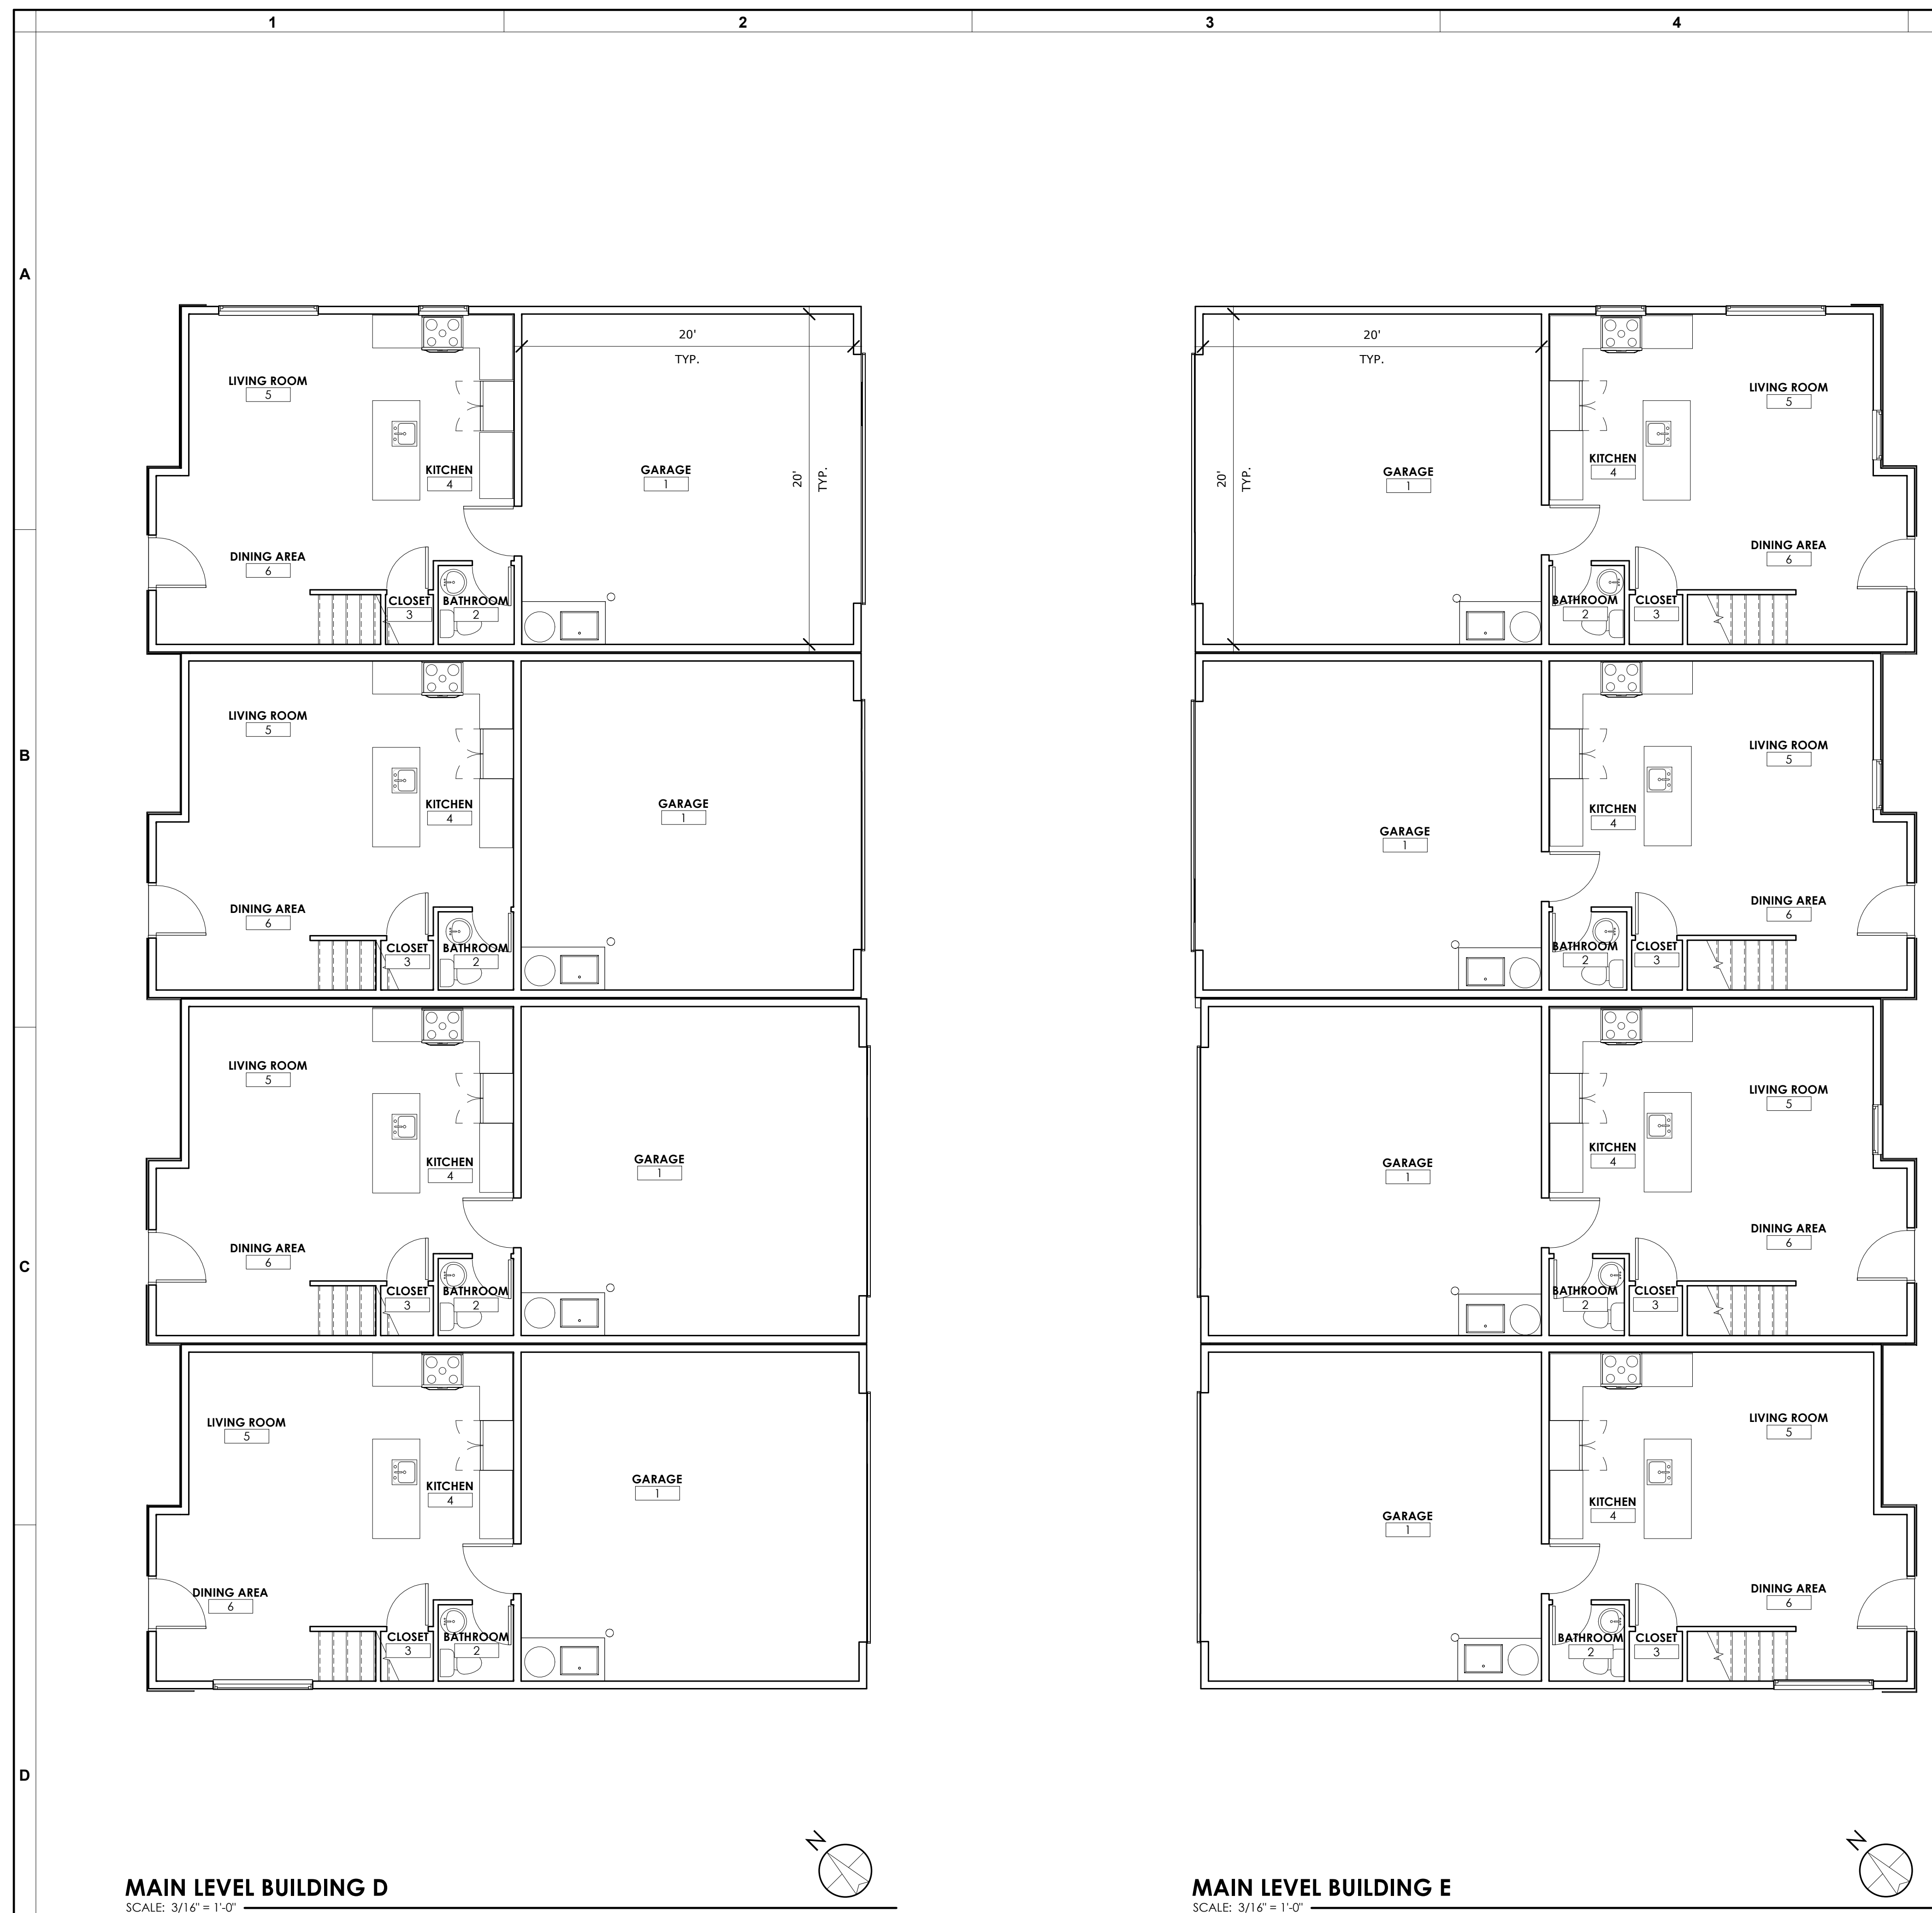 1 2 3 4
A
B
C
D
20'
TYP.
20'
TYP.
LIVING ROOM
5
KITCHEN
4
GARAGE
1
DINING AREA
6
CLOSET
3
BATHROOM
2
LIVING ROOM
5
KITCHEN
4
GARAGE
1
DINING AREA
6
CLOSET
3
BATHROOM
2
LIVING ROOM
5
KITCHEN
4
GARAGE
1
DINING AREA
6
CLOSET
3
BATHROOM
2
LIVING ROOM
5
KITCHEN
4
GARAGE
1
DINING AREA
6
CLOSET
3
BATHROOM
2
N
MAIN LEVEL BUILDING D
SCALE: 3/16" = 1'-0"
20'
TYP.
20'
TYP.
LIVING ROOM
5
KITCHEN
4
GARAGE
1
DINING AREA
6
BATHROOM
2
CLOSET
3
LIVING ROOM
5
KITCHEN
4
GARAGE
1
DINING AREA
6
BATHROOM
2
CLOSET
3
LIVING ROOM
5
KITCHEN
4
GARAGE
1
DINING AREA
6
BATHROOM
2
CLOSET
3
LIVING ROOM
5
KITCHEN
4
GARAGE
1
DINING AREA
6
BATHROOM
2
CLOSET
3
N
MAIN LEVEL BUILDING E
SCALE: 3/16" = 1'-0"